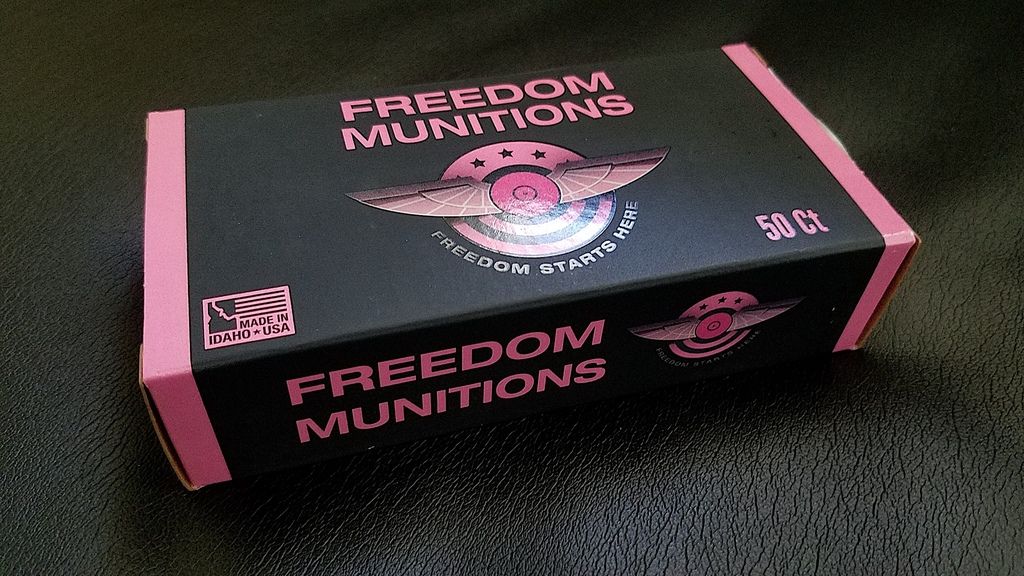 FREEDOM
MUNITIONS
FREEDOM STARTS HERE
50 Ct
MADE IN
IDAHO★USA
FREEDOM
MUNITIONS
FREEDOM STARTS HERE